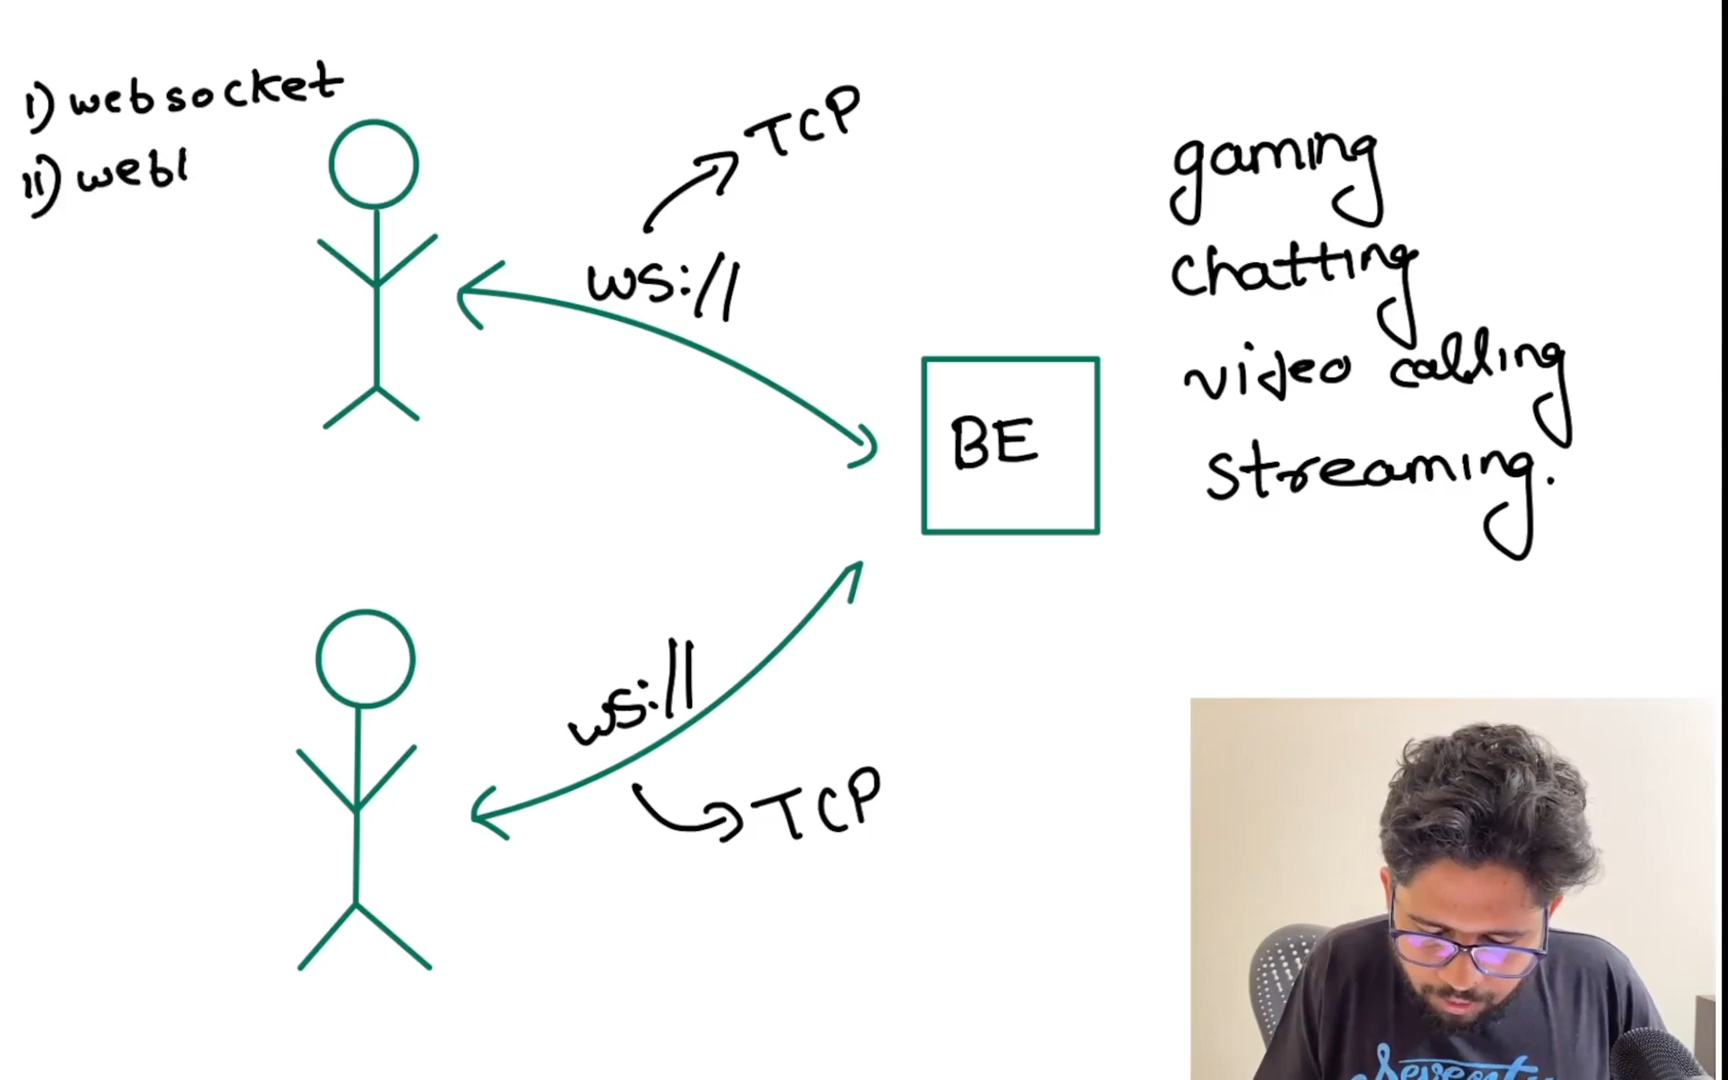 i) websocket
ii) webl
TCP
ws://
BE
gaming
chatting
video calling
streaming.
ws://
TCP